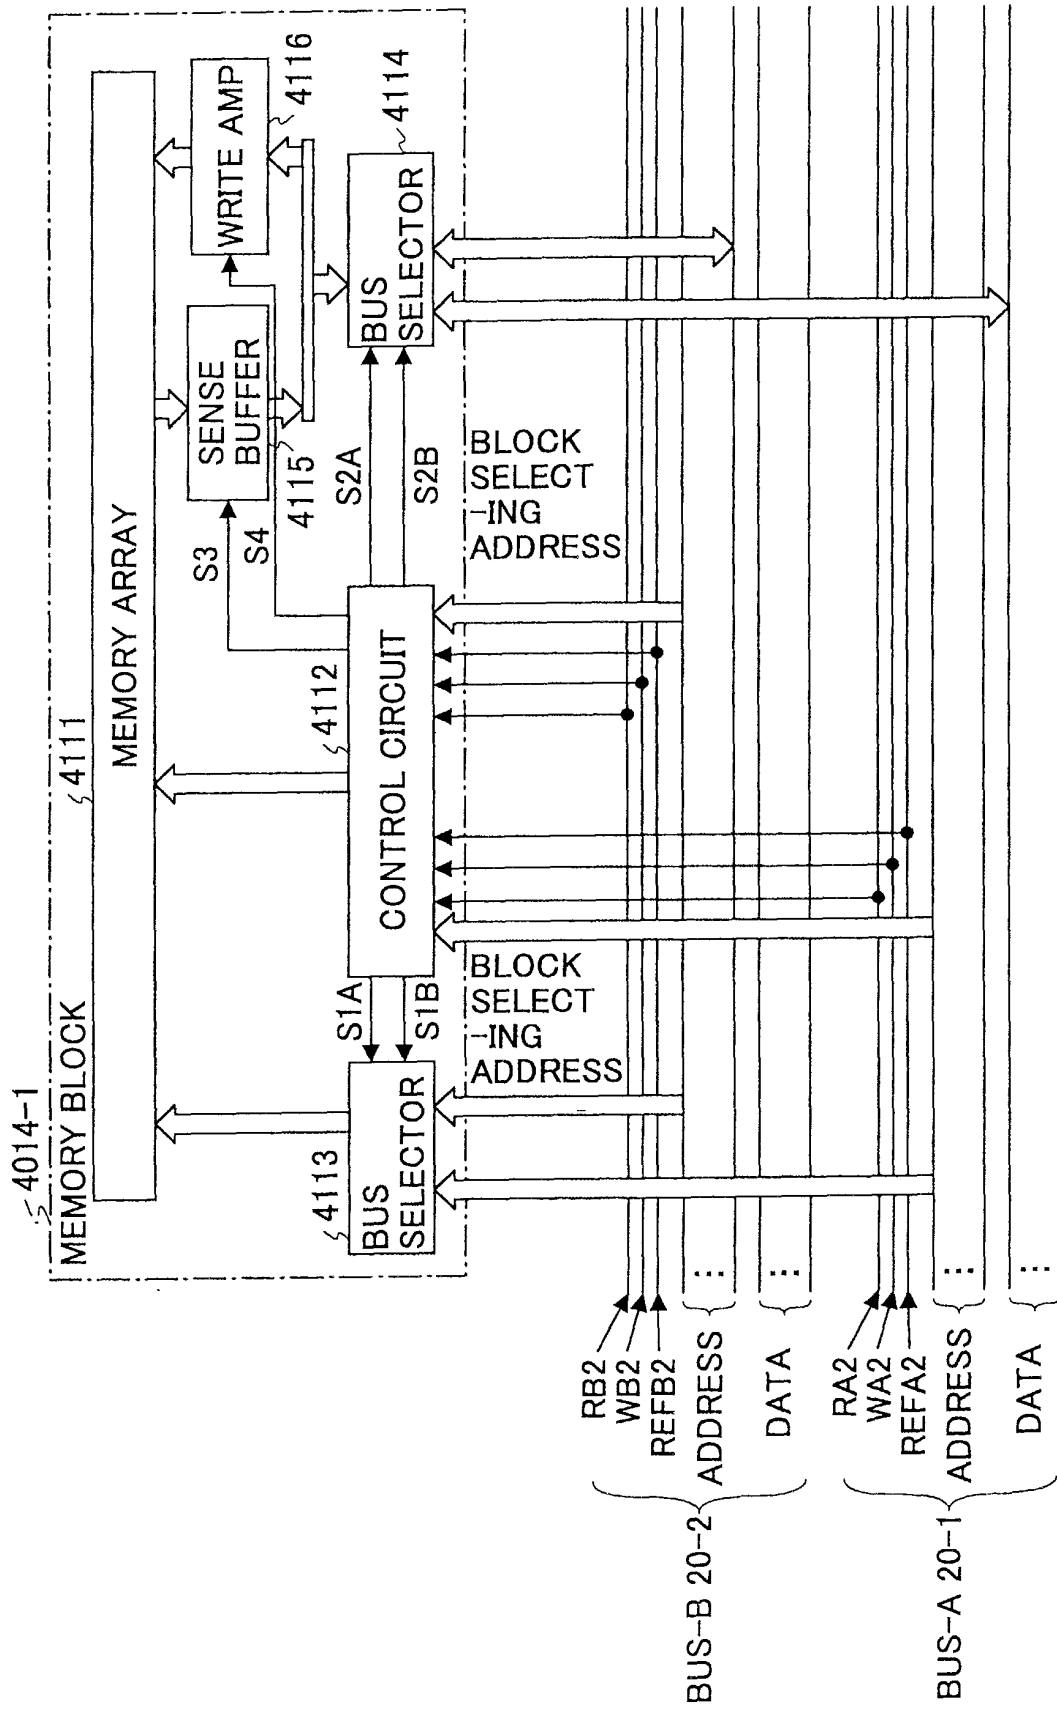 4014-1
MEMORY BLOCK
4111
MEMORY ARRAY
S3
S4
SENSE
BUFFER
4115
WRITE AMP
4116
4113
BUS
SELECTOR
S1A
S1B
4112
CONTROL CIRCUIT
S2A
S2B
BUS
SELECTOR
4114
BLOCK
SELECT
-ING
ADDRESS
BLOCK
SELECT
-ING
ADDRESS
BUS-B 20-2
RB2
WB2
REFB2
ADDRESS
...
DATA
...
BUS-A 20-1
RA2
WA2
REFA2
ADDRESS
...
DATA
...